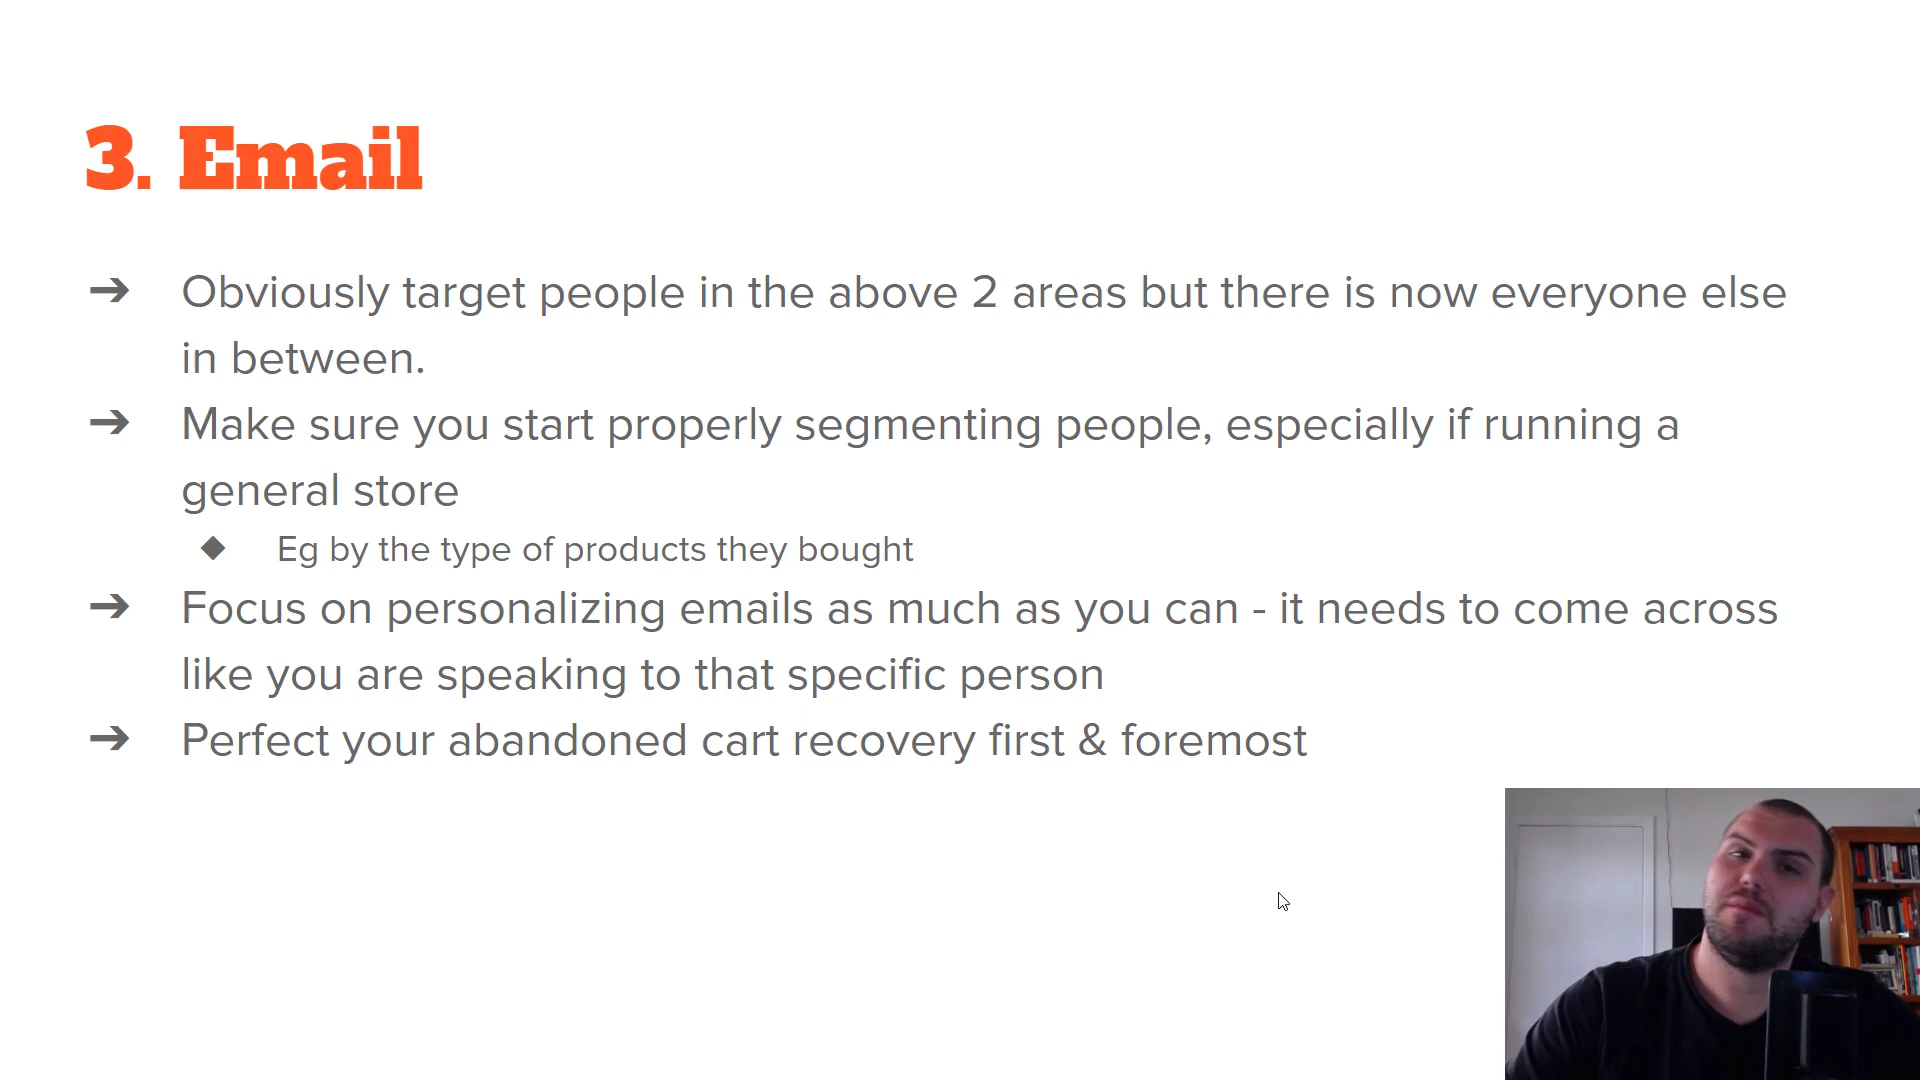 3. Email
➔ Obviously target people in the above 2 areas but there is now everyone else
in between.
➔ Make sure you start properly segmenting people, especially if running a
general store
◆ Eg by the type of products they bought
➔ Focus on personalizing emails as much as you can - it needs to come across
like you are speaking to that specific person
➔ Perfect your abandoned cart recovery first & foremost